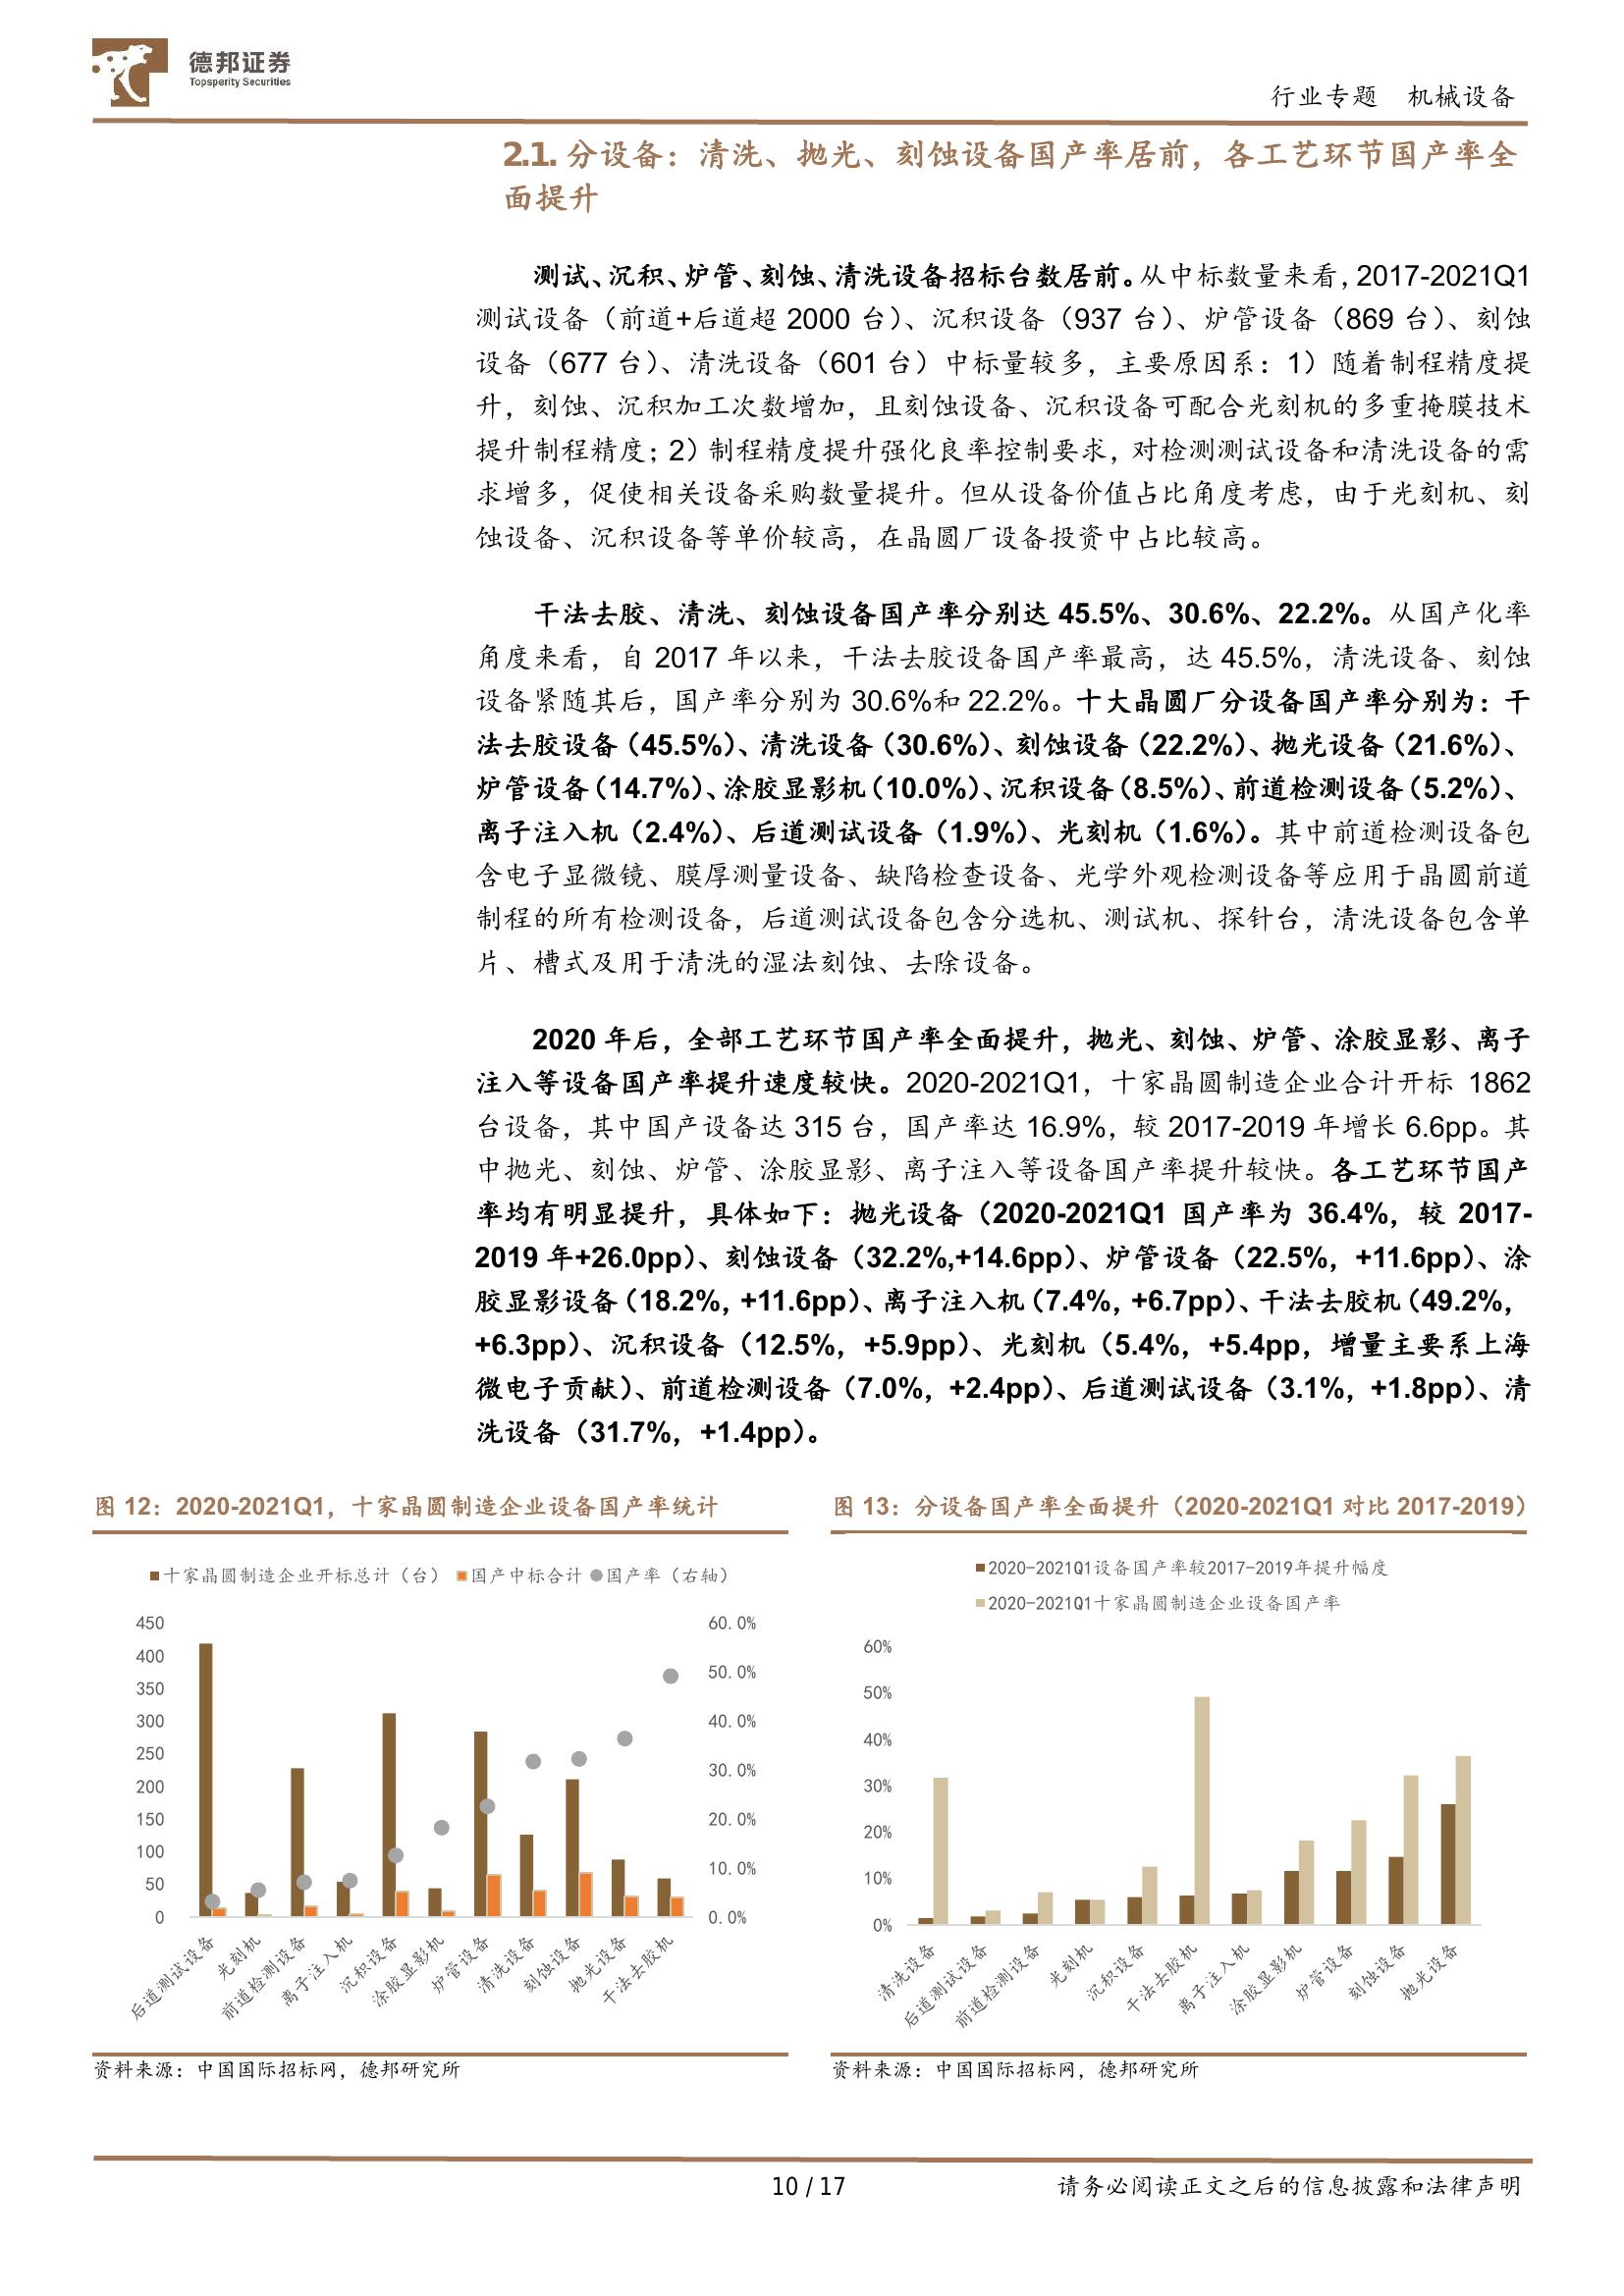 德邦证券
Topsperity Securities
行业专题 机械设备
2.1. 分设备：清洗、抛光、刻蚀设备国产率居前，各工艺环节国产率全
面提升
测试、沉积、炉管、刻蚀、清洗设备招标台数居前。从中标数量来看，2017-2021Q1
测试设备（前道+后道超 2000 台）、沉积设备（937 台）、炉管设备（869 台）、刻蚀
设备（677 台）、清洗设备（601 台）中标量较多，主要原因系：1）随着制程精度提
升，刻蚀、沉积加工次数增加，且刻蚀设备、沉积设备可配合光刻机的多重掩膜技术
提升制程精度；2）制程精度提升强化良率控制要求，对检测测试设备和清洗设备的需
求增多，促使相关设备采购数量提升。但从设备价值占比角度考虑，由于光刻机、刻
蚀设备、沉积设备等单价较高，在晶圆厂设备投资中占比较高。
干法去胶、清洗、刻蚀设备国产率分别达 45.5%、30.6%、22.2%。从国产化率
角度来看，自 2017 年以来，干法去胶设备国产率最高，达 45.5%，清洗设备、刻蚀
设备紧随其后，国产率分别为 30.6%和 22.2%。十大晶圆厂分设备国产率分别为：干
法去胶设备（45.5%）、清洗设备（30.6%）、刻蚀设备（22.2%）、抛光设备（21.6%）、
炉管设备（14.7%）、涂胶显影机（10.0%）、沉积设备（8.5%）、前道检测设备（5.2%）、
离子注入机（2.4%）、后道测试设备（1.9%）、光刻机（1.6%）。其中前道检测设备包
含电子显微镜、膜厚测量设备、缺陷检查设备、光学外观检测设备等应用于晶圆前道
制程的所有检测设备，后道测试设备包含分选机、测试机、探针台，清洗设备包含单
片、槽式及用于清洗的湿法刻蚀、去除设备。
2020 年后，全部工艺环节国产率全面提升，抛光、刻蚀、炉管、涂胶显影、离子
注入等设备国产率提升速度较快。2020-2021Q1，十家晶圆制造企业合计开标 1862
台设备，其中国产设备达 315 台，国产率达 16.9%，较 2017-2019 年增长 6.6pp。其
中抛光、刻蚀、炉管、涂胶显影、离子注入等设备国产率提升较快。各工艺环节国产
率均有明显提升，具体如下：抛光设备（2020-2021Q1 国产率为 36.4%，较 2017-
2019 年+26.0pp）、刻蚀设备（32.2%,+14.6pp）、炉管设备（22.5%，+11.6pp）、涂
胶显影设备（18.2%, +11.6pp）、离子注入机（7.4%, +6.7pp）、干法去胶机（49.2%，
+6.3pp）、沉积设备（12.5%，+5.9pp）、光刻机（5.4%，+5.4pp，增量主要系上海
微电子贡献）、前道检测设备（7.0%，+2.4pp）、后道测试设备（3.1%，+1.8pp）、清
洗设备（31.7%，+1.4pp）。
图 12：2020-2021Q1，十家晶圆制造企业设备国产率统计
十家晶圆制造企业开标总计（台） 国产中标合计 国产率（右轴）
450
400
350
300
250
200
150
100
50
0
60.0%
50.0%
40.0%
30.0%
20.0%
10.0%
0.0%
后道测试设备
光刻机
前道检测设备
离子注入机
沉积设备
涂胶显影机
炉管设备
清洗设备
刻蚀设备
抛光设备
干法去胶机
资料来源：中国国际招标网，德邦研究所
图 13：分设备国产率全面提升（2020-2021Q1 对比 2017-2019）
2020-2021Q1设备国产率较2017-2019年提升幅度
2020-2021Q1十家晶圆制造企业设备国产率
60%
50%
40%
30%
20%
10%
0%
清洗设备
后道测试设备
前道检测设备
光刻机
沉积设备
干法去胶机
离子注入机
涂胶显影机
炉管设备
刻蚀设备
抛光设备
资料来源：中国国际招标网，德邦研究所
10 / 17
请务必阅读正文之后的信息披露和法律声明